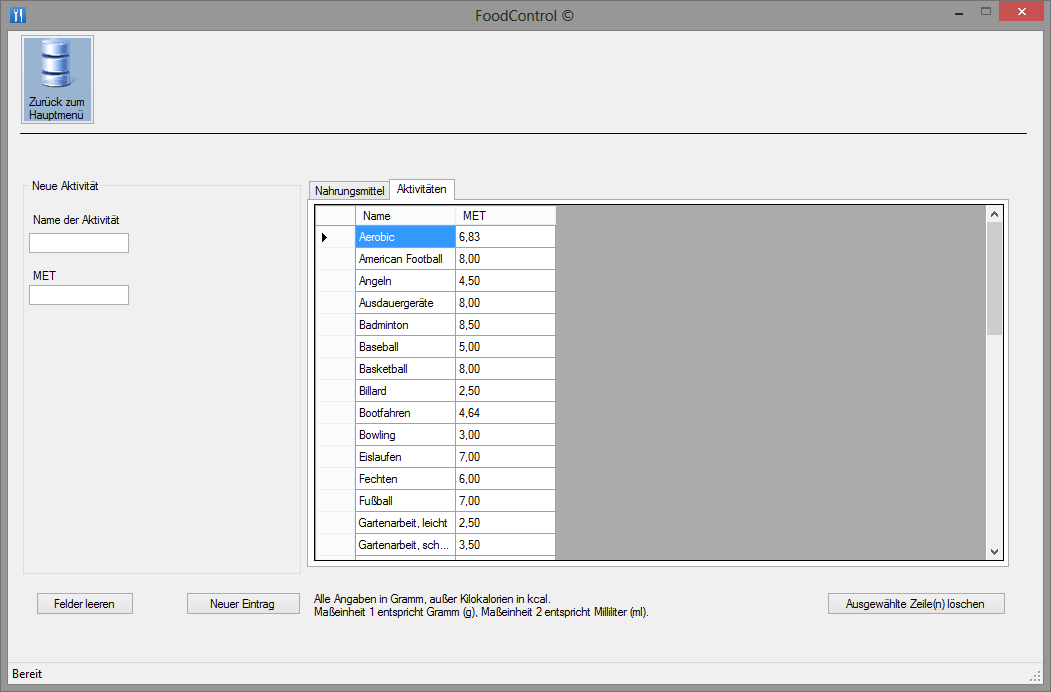 FoodControl ©
Zurück zum
Hauptmenü
Neue Aktivität
Name der Aktivität
MET
Nahrungsmittel Aktivitäten
Name MET
Aerobic 6,83
American Football 8,00
Angeln 4,50
Ausdauergeräte 8,00
Badminton 8,50
Baseball 5,00
Basketball 8,00
Billard 2,50
Bootfahren 4,64
Bowling 3,00
Eislaufen 7,00
Fechten 6,00
Fußball 7,00
Gartenarbeit, leicht 2,50
Gartenarbeit, sch... 3,50
Felder leeren
Neuer Eintrag
Alle Angaben in Gramm, außer Kilokalorien in kcal.
Maßeinheit 1 entspricht Gramm (g), Maßeinheit 2 entspricht Milliliter (ml).
Ausgewählte Zeile(n) löschen
Bereit